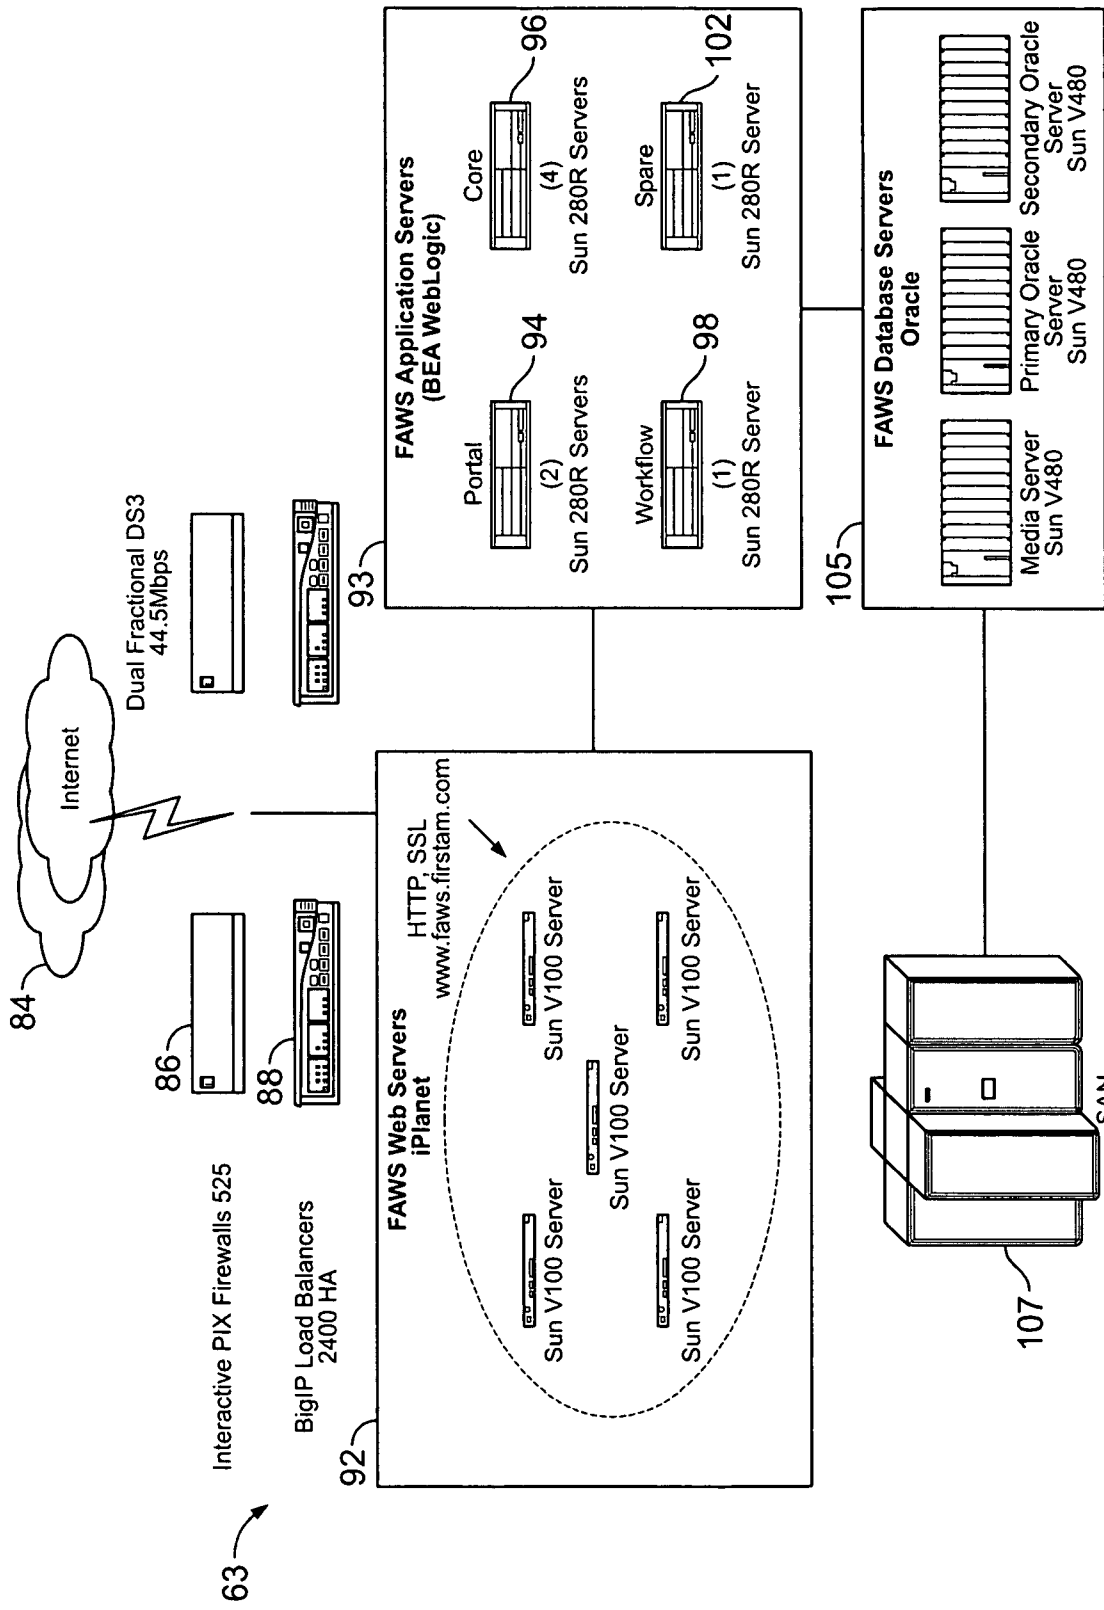 63
Interactive PIX Firewalls 525
BigIP Load Balancers
2400 HA
84
Internet
86
88
Dual Fractional DS3
44.5Mbps
92
FAWS Web Servers
iPlanet
HTTP, SSL
www.faws.firstam.com
Sun V100 Server
Sun V100 Server
Sun V100 Server
Sun V100 Server
Sun V100 Server
93
FAWS Application Servers
(BEA WebLogic)
Portal
94
(2)
Sun 280R Servers
Core
96
(4)
Sun 280R Servers
Workflow
98
(1)
Sun 280R Server
Spare
102
(1)
Sun 280R Server
105
FAWS Database Servers
Oracle
Media Server
Sun V480
Primary Oracle
Server
Sun V480
Secondary Oracle
Server
Sun V480
107
SAN